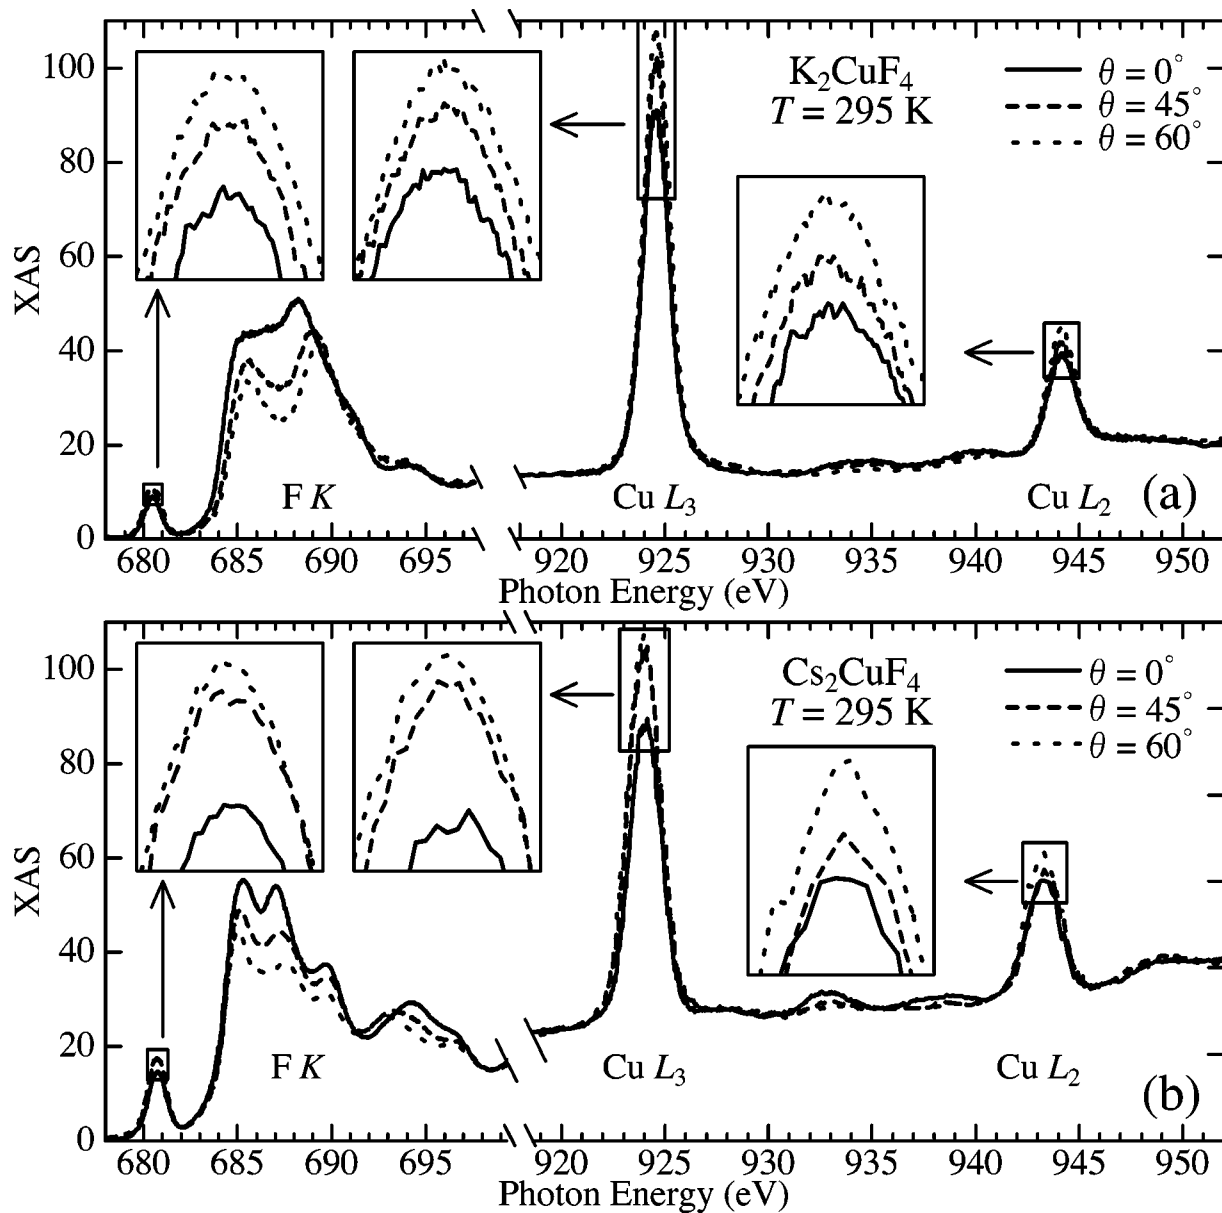 XAS
100
80
60
40
20
0
K₂CuF₄
T = 295 K
θ = 0°
θ = 45°
θ = 60°
F K
Cu L₃
Cu L₂
(a)
680 685 690 695 920 925 930 935 940 945 950
Photon Energy (eV)
XAS
100
80
60
40
20
0
Cs₂CuF₄
T = 295 K
θ = 0°
θ = 45°
θ = 60°
F K
Cu L₃
Cu L₂
(b)
680 685 690 695 920 925 930 935 940 945 950
Photon Energy (eV)